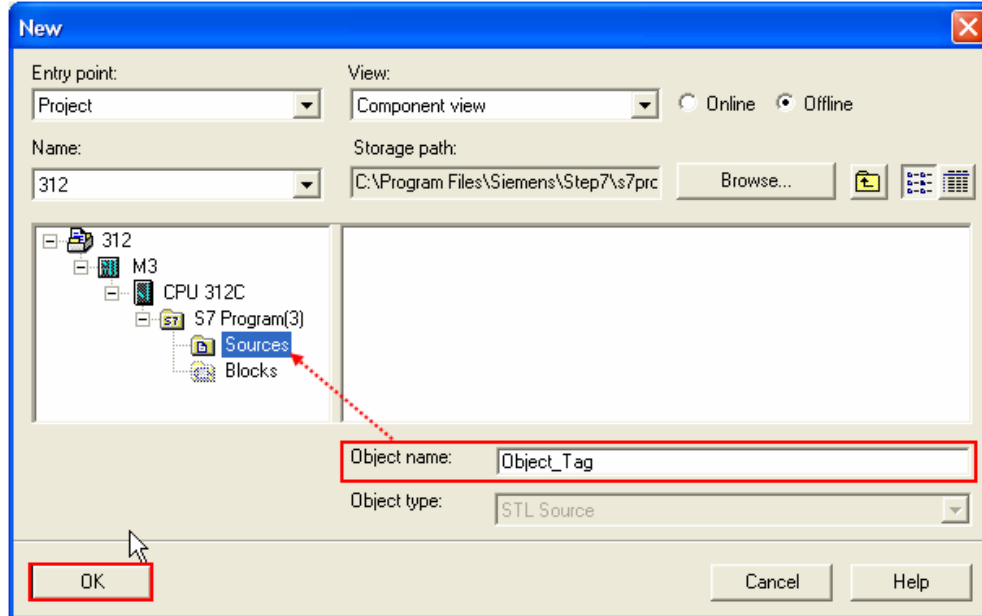 New
Entry point:
View:
Project
Component view
Online
Offline
Name:
Storage path:
312
C:\Program Files\Siemens\Step7\s7prc
Browse...
312
M3
CPU 312C
S7 Program(3)
Sources
Blocks
Object name:
Object_Tag
Object type:
STL Source
OK
Cancel
Help